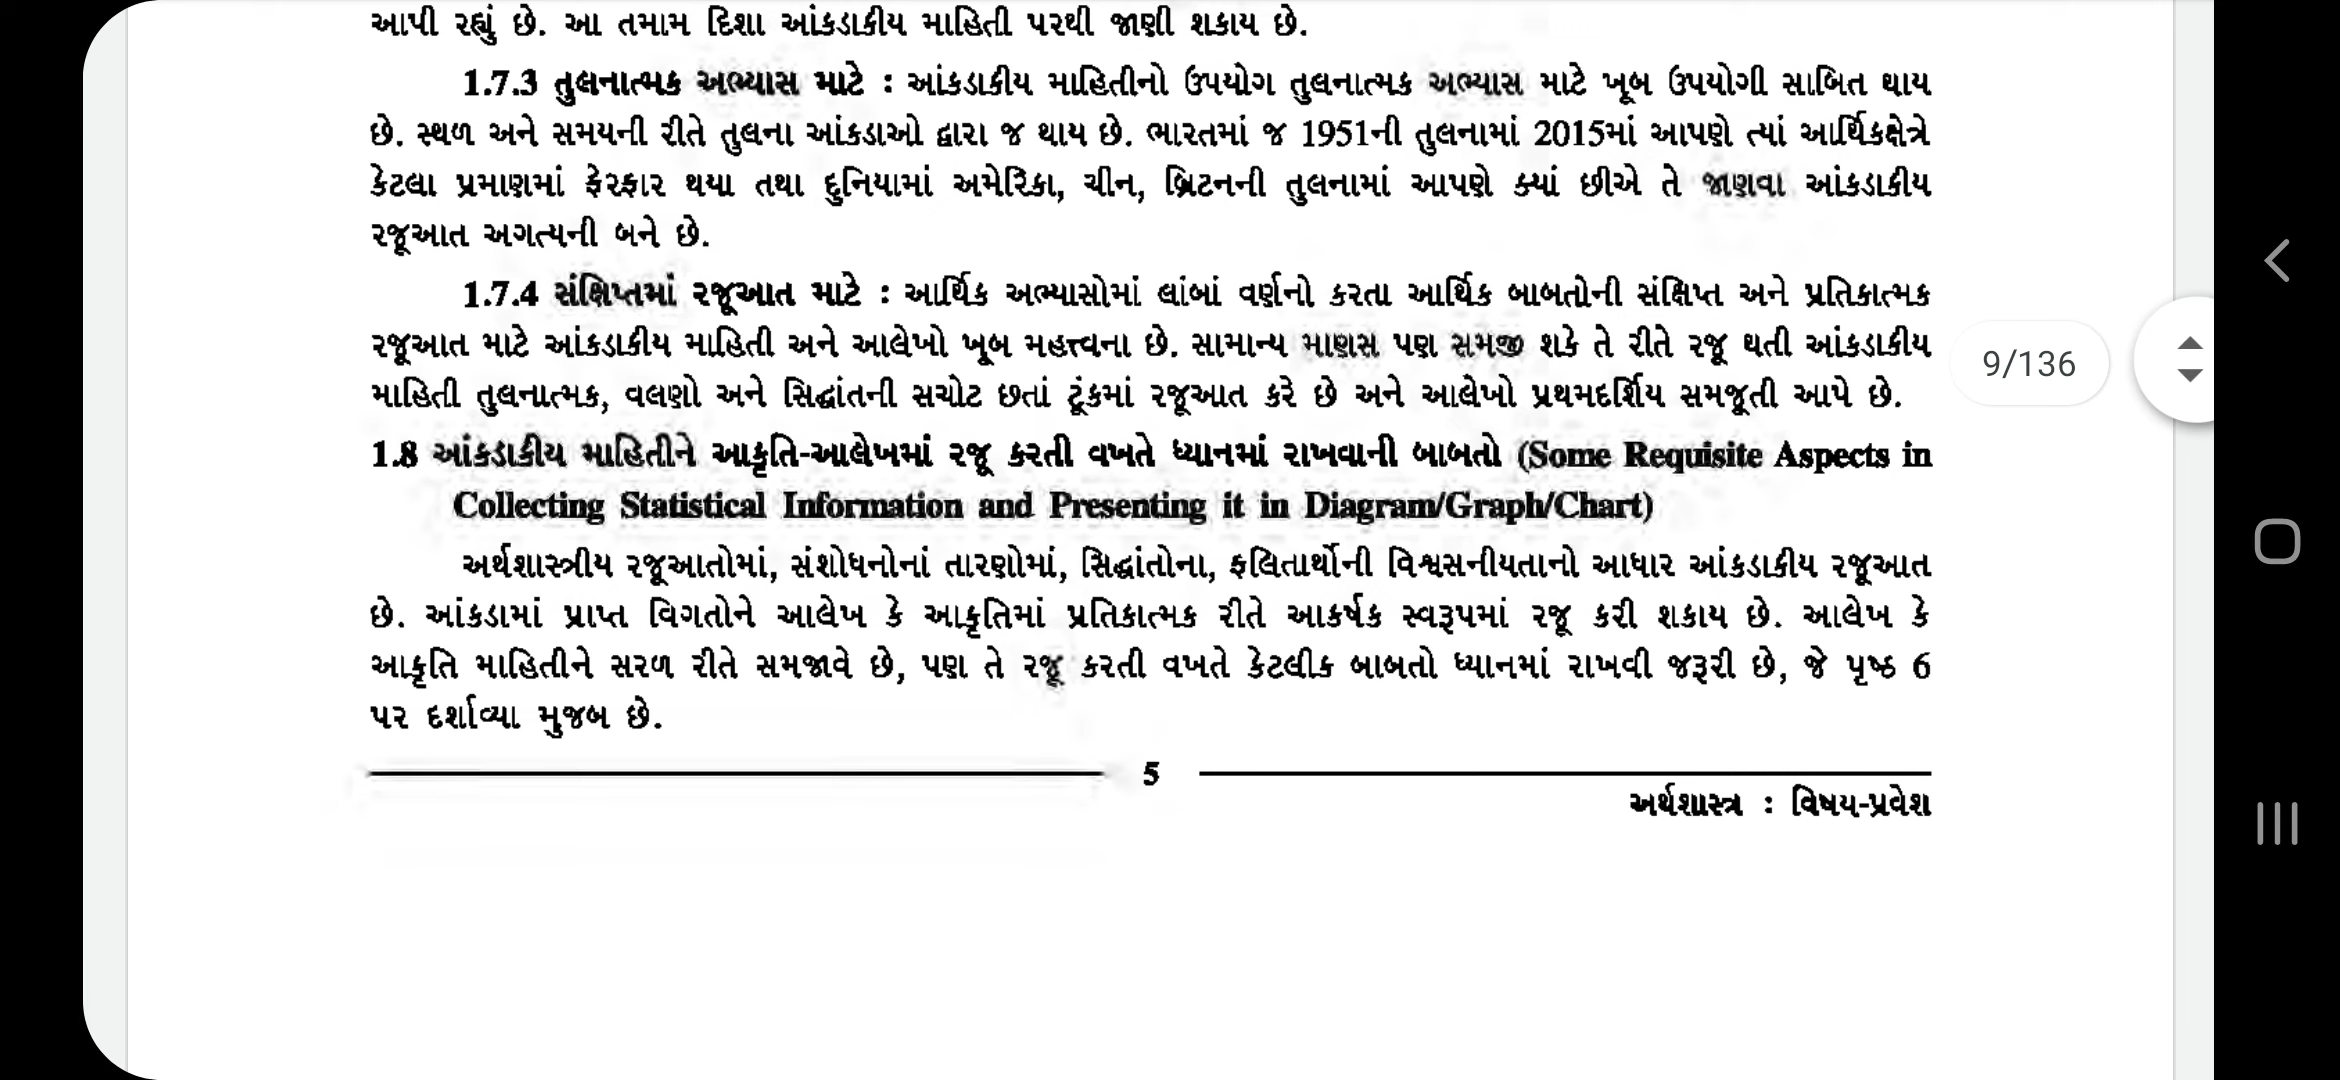 આપી રહ્યું છે. આ તમામ દિશા આંકડાકીય માહિતી પરથી જાણી શકાય છે.
1.7.3 તુલનાત્મક અભ્યાસ માટે : આંકડાકીય માહિતીનો ઉપયોગ તુલનાત્મક અભ્યાસ માટે ખૂબ ઉપયોગી સાબિત થાય
છે. સ્થળ અને સમયની રીતે તુલના આંકડાઓ દ્વારા જ થાય છે. ભારતમાં જ 1951ની તુલનામાં 2015માં આપણે ત્યાં આર્થિકક્ષેત્રે
કેટલા પ્રમાણમાં ફેરફાર થયા તથા દુનિયામાં અમેરિકા, ચીન, બ્રિટનની તુલનામાં આપણે ક્યાં છીએ તે જાણવા આંકડાકીય
રજૂઆત અગત્યની બને છે.
1.7.4 સંક્ષિપ્તમાં રજૂઆત માટે : આર્થિક અભ્યાસોમાં લાંબાં વર્ણનો કરતા આર્થિક બાબતોની સંક્ષિપ્ત અને પ્રતિકાત્મક
રજૂઆત માટે આંકડાકીય માહિતી અને આલેખો ખૂબ મહત્ત્વના છે. સામાન્ય માણસ પણ સમજી શકે તે રીતે રજૂ થતી આંકડાકીય
માહિતી તુલનાત્મક, વલણો અને સિદ્ધાંતની સચોટ છતાં ટૂંકમાં રજૂઆત કરે છે અને આલેખો પ્રથમદર્શિય સમજૂતી આપે છે.
1.8 આંકડાકીય માહિતીને આકૃતિ-આલેખમાં રજૂ કરતી વખતે ધ્યાનમાં રાખવાની બાબતો (Some Requisite Aspects in
Collecting Statistical Information and Presenting it in Diagram/Graph/Chart)
અર્થશાસ્ત્રીય રજૂઆતોમાં, સંશોધનોનાં તારણોમાં, સિદ્ધાંતોના, ફલિતાર્થોની વિશ્વસનીયતાનો આધાર આંકડાકીય રજૂઆત
છે. આંકડામાં પ્રાપ્ત વિગતોને આલેખ કે આકૃતિમાં પ્રતિકાત્મક રીતે આકર્ષક સ્વરૂપમાં રજૂ કરી શકાય છે. આલેખ કે
આકૃતિ માહિતીને સરળ રીતે સમજાવે છે, પણ તે રજૂ કરતી વખતે કેટલીક બાબતો ધ્યાનમાં રાખવી જરૂરી છે, જે પૃષ્ઠ 6
પર દર્શાવ્યા મુજબ છે.
5
અર્થશાસ્ત્ર : વિષય-પ્રવેશ
9/136